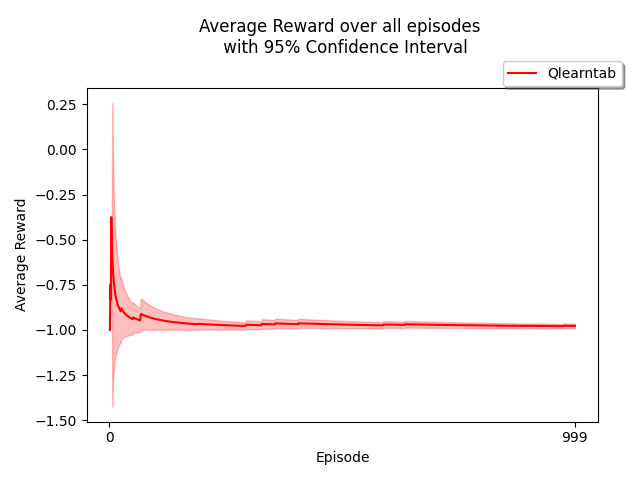 Average Reward over all episodes
with 95% Confidence Interval
Qlearntab
0.25
0.00
−0.25
−0.50
−0.75
−1.00
−1.25
−1.50
Average Reward
0
999
Episode